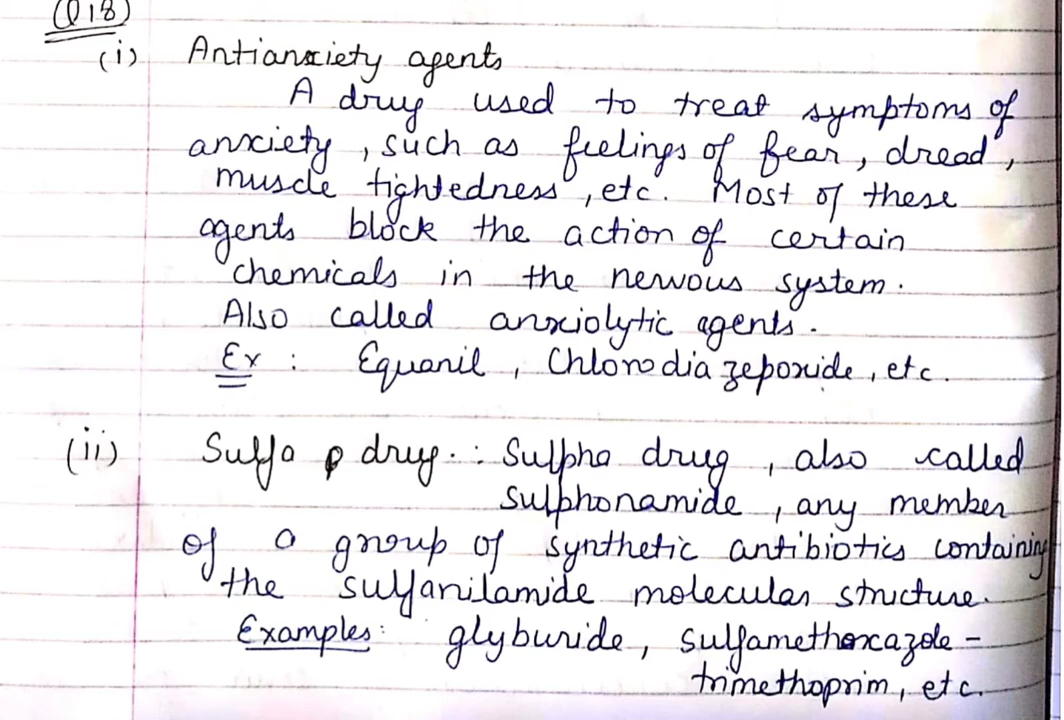 Q18)
(i) Antianxiety agents
A drug used to treat symptoms of
anxiety, such as feelings of fear, dread,
muscle tightedness, etc. Most of these
agents block the action of certain
chemicals in the nervous system.
Also called anxiolytic agents.
Ex : Equanil, Chlorodiazepoxide, etc.
(ii) Sulfa drug. : Sulpha drug, also called
sulphonamide, any member
of a group of synthetic antibiotics containing
the sulfanilamide molecular structure.
Examples: glyburide, sulfamethoxazole-
trimethoprim, etc.